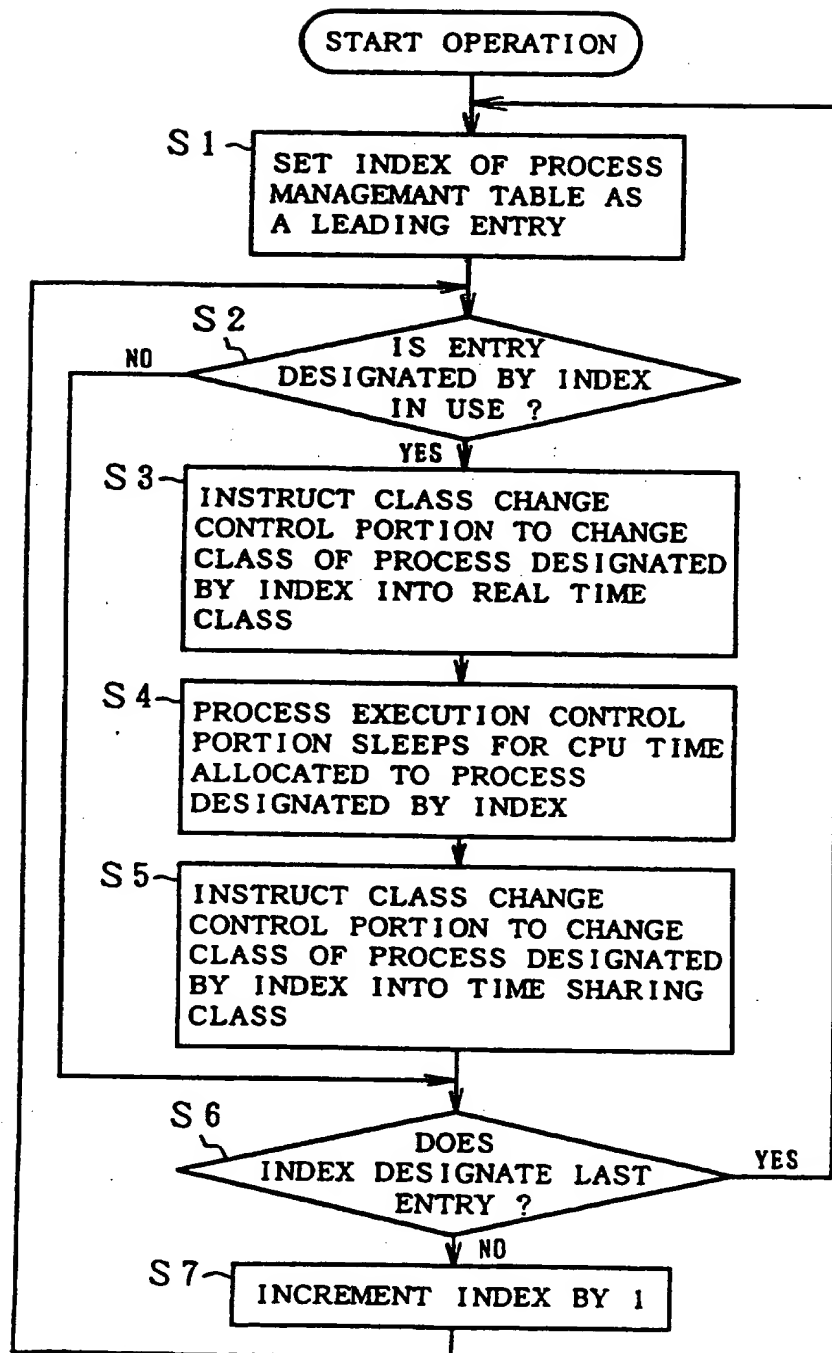 START OPERATION
S1
SET INDEX OF PROCESS
MANAGEMANT TABLE AS
A LEADING ENTRY
S2
NO
IS ENTRY
DESIGNATED BY INDEX
IN USE ?
YES
S3
INSTRUCT CLASS CHANGE
CONTROL PORTION TO CHANGE
CLASS OF PROCESS DESIGNATED
BY INDEX INTO REAL TIME
CLASS
S4
PROCESS EXECUTION CONTROL
PORTION SLEEPS FOR CPU TIME
ALLOCATED TO PROCESS
DESIGNATED BY INDEX
S5
INSTRUCT CLASS CHANGE
CONTROL PORTION TO CHANGE
CLASS OF PROCESS DESIGNATED
BY INDEX INTO TIME SHARING
CLASS
S6
DOES
INDEX DESIGNATE LAST
ENTRY ?
YES
NO
S7
INCREMENT INDEX BY 1